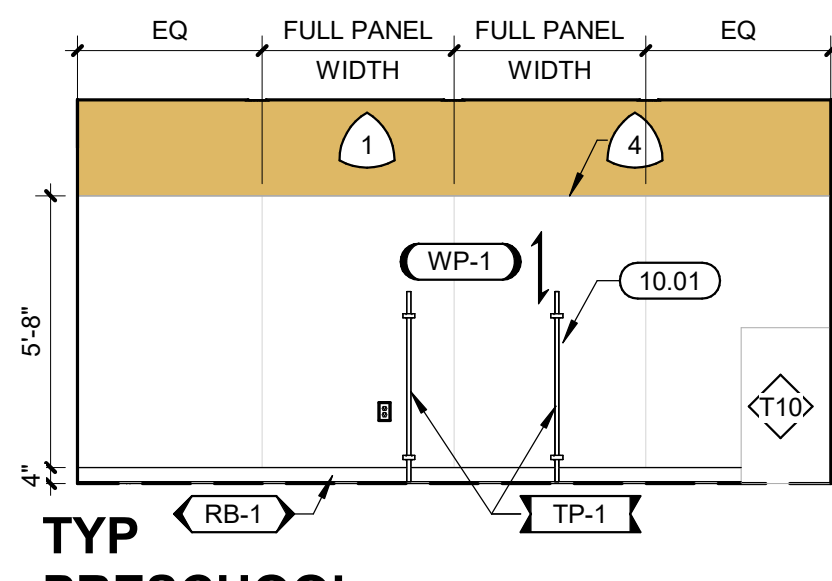 EQ
FULL PANEL
FULL PANEL
EQ
WIDTH
WIDTH
1
4
WP-1
10.01
5'-8"
T10
4"
RB-1
TP-1
TYP
PRESCHOOL